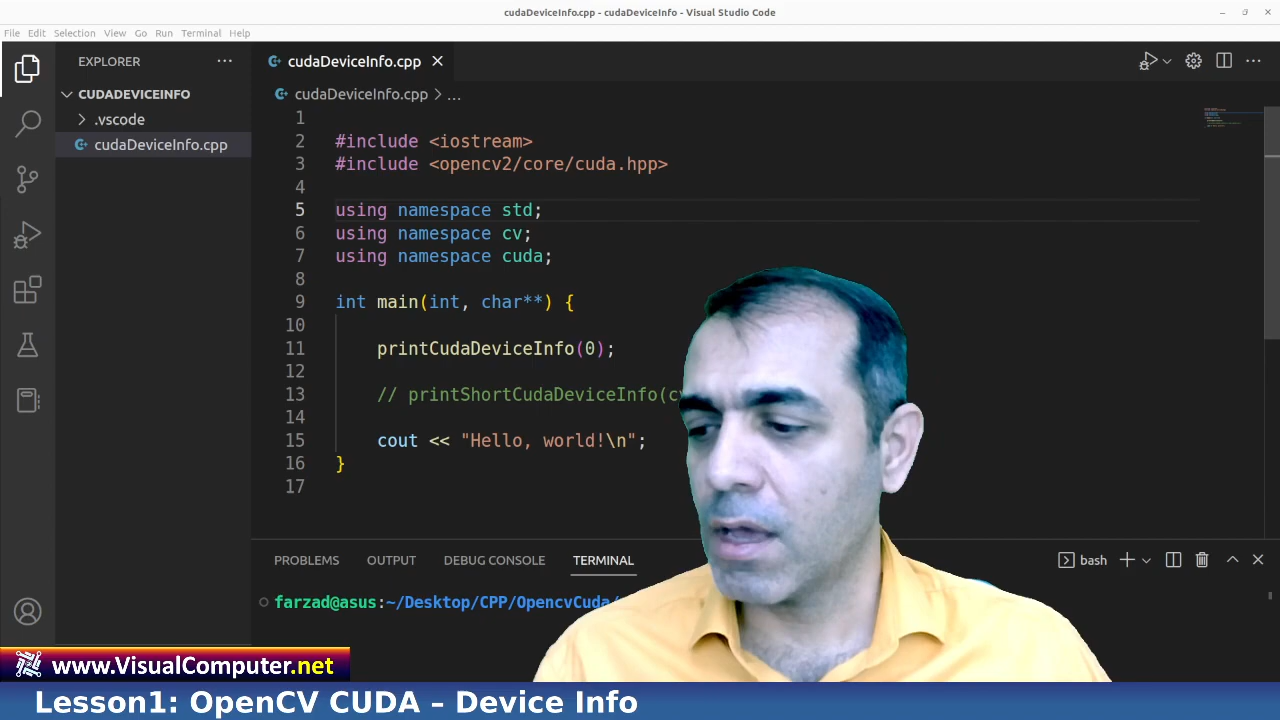 cudaDeviceInfo.cpp - cudaDeviceInfo - Visual Studio Code
File Edit Selection View Go Run Terminal Help
EXPLORER
cudaDeviceInfo.cpp
CUDADEVICEINFO
cudaDeviceInfo.cpp > ...
.vscode
cudaDeviceInfo.cpp
1
2 #include <iostream>
3 #include <opencv2/core/cuda.hpp>
4
5 using namespace std;
6 using namespace cv;
7 using namespace cuda;
8
9 int main(int, char**) {
10
11 printCudaDeviceInfo(0);
12
13 // printShortCudaDeviceInfo(
14
15 cout << "Hello, world!\n";
16 }
17
PROBLEMS OUTPUT DEBUG CONSOLE TERMINAL
bash
farzad@asus:~/Desktop/CPP/OpencvCuda/
www.VisualComputer.net
Lesson1: OpenCV CUDA – Device Info